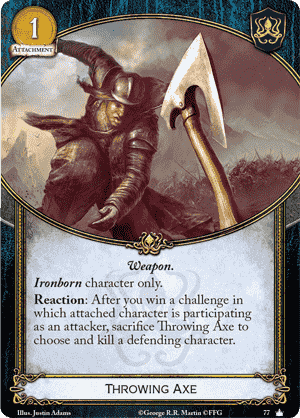 1
Attachment
Weapon.
Ironborn character only.
Reaction: After you win a challenge in
which attached character is participating
as an attacker, sacrifice Throwing Axe to
choose and kill a defending character.
Throwing Axe
Illus. Justin Adams
©George R.R. Martin ©FFG
77